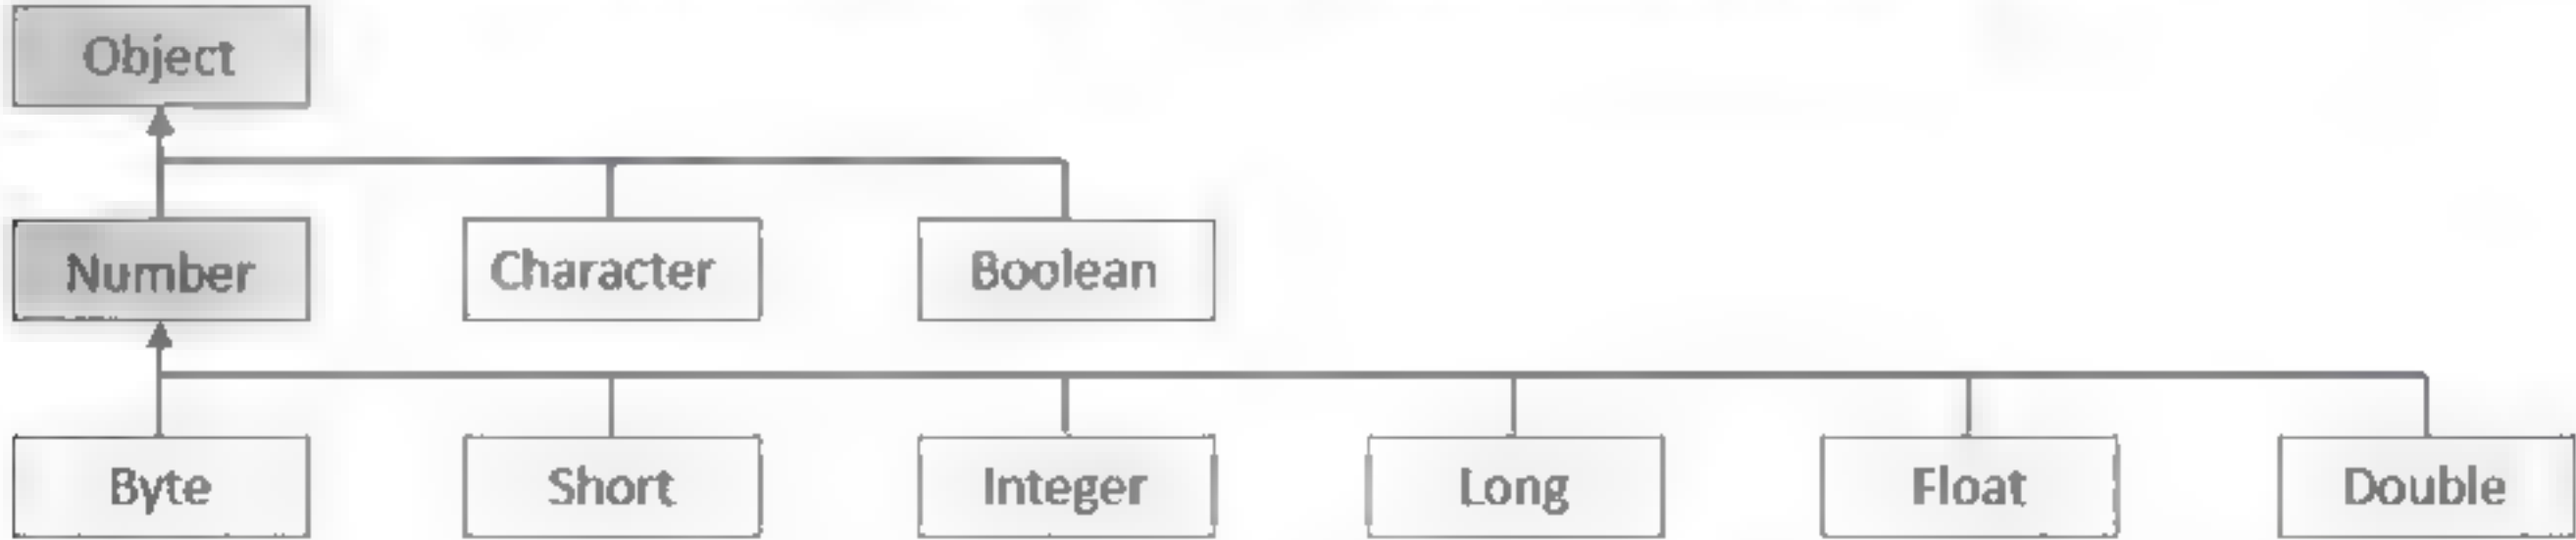 Object
Number Character Boolean
Byte Short Integer Long Float Double